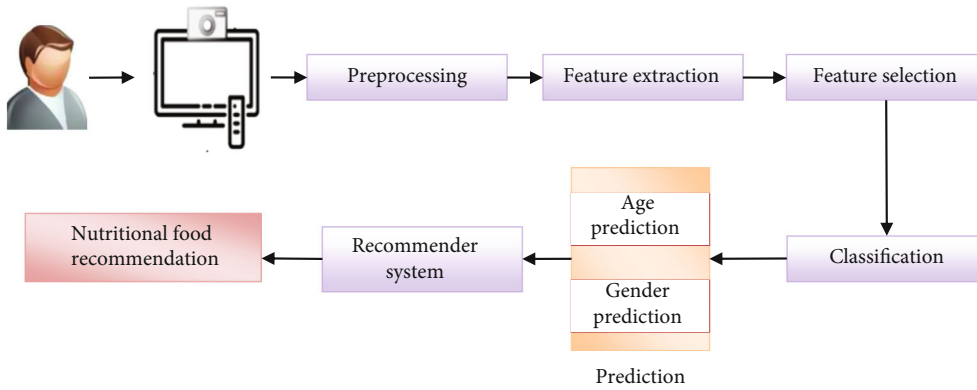 Preprocessing
Feature extraction
Feature selection
Nutritional food
recommendation
Recommender
system
Age
prediction
Gender
prediction
Classification
Prediction